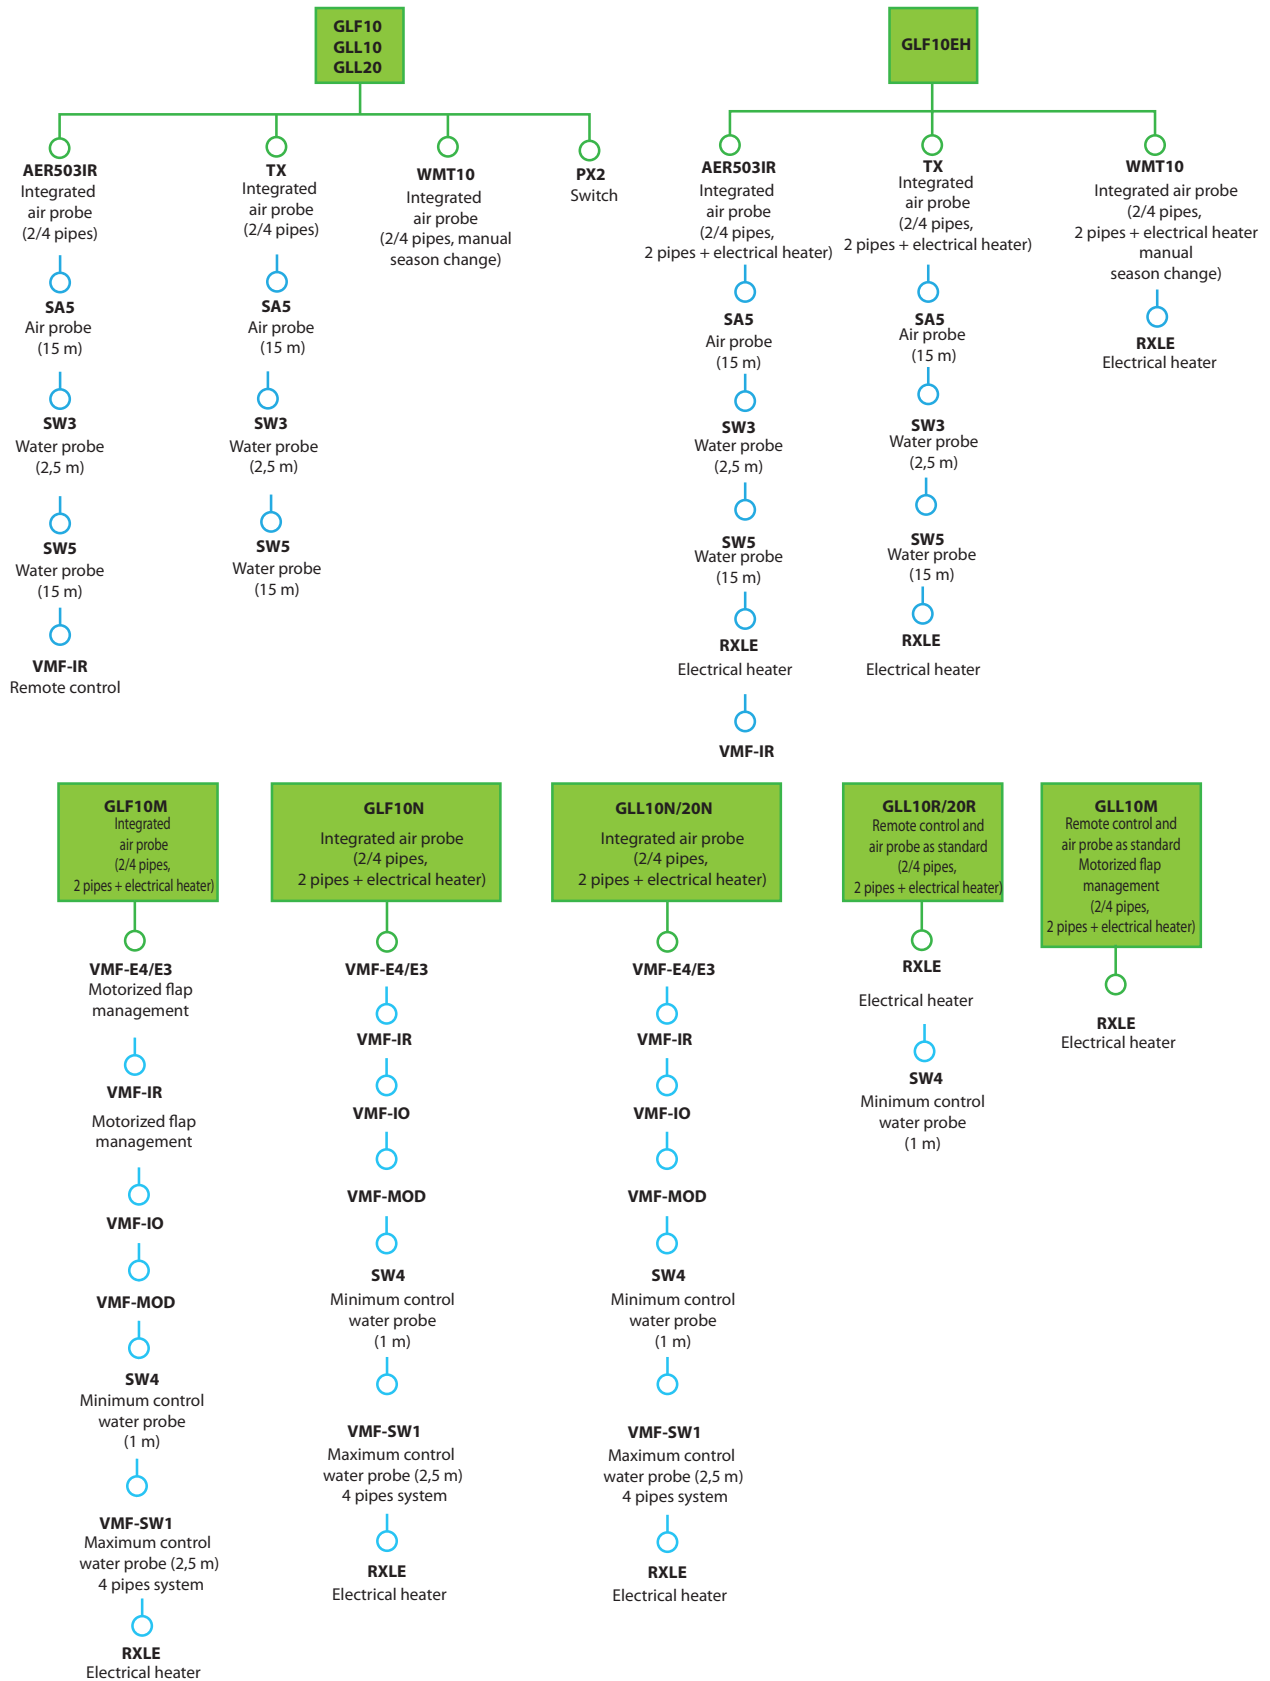 GLF10
GLL10
GLL20
AER503IR
Integrated
air probe
(2/4 pipes)
SA5
Air probe
(15 m)
SW3
Water probe
(2,5 m)
SW5
Water probe
(15 m)
VMF-IR
Remote control
TX
Integrated
air probe
(2/4 pipes)
SA5
Air probe
(15 m)
SW3
Water probe
(2,5 m)
SW5
Water probe
(15 m)
WMT10
Integrated
air probe
(2/4 pipes, manual
season change)
PX2
Switch
GLF10EH
AER503IR
Integrated
air probe
(2/4 pipes,
2 pipes + electrical heater)
SA5
Air probe
(15 m)
SW3
Water probe
(2,5 m)
SW5
Water probe
(15 m)
RXLE
Electrical heater
VMF-IR
TX
Integrated
air probe
(2/4 pipes,
2 pipes + electrical heater)
SA5
Air probe
(15 m)
SW3
Water probe
(2,5 m)
SW5
Water probe
(15 m)
RXLE
Electrical heater
WMT10
Integrated air probe
(2/4 pipes,
2 pipes + electrical heater
manual
season change)
RXLE
Electrical heater
GLF10M
Integrated
air probe
(2/4 pipes,
2 pipes + electrical heater)
VMF-E4/E3
Motorized flap
management
VMF-IR
Motorized flap
management
VMF-IO
VMF-MOD
SW4
Minimum control
water probe
(1 m)
VMF-SW1
Maximum control
water probe (2,5 m)
4 pipes system
RXLE
Electrical heater
GLF10N
Integrated air probe
(2/4 pipes,
2 pipes + electrical heater)
VMF-E4/E3
VMF-IR
VMF-IO
VMF-MOD
SW4
Minimum control
water probe
(1 m)
VMF-SW1
Maximum control
water probe (2,5 m)
4 pipes system
RXLE
Electrical heater
GLL10N/20N
Integrated air probe
(2/4 pipes,
2 pipes + electrical heater)
VMF-E4/E3
VMF-IR
VMF-IO
VMF-MOD
SW4
Minimum control
water probe
(1 m)
VMF-SW1
Maximum control
water probe (2,5 m)
4 pipes system
RXLE
Electrical heater
GLL10R/20R
Remote control and
air probe as standard
(2/4 pipes,
2 pipes + electrical heater)
RXLE
Electrical heater
SW4
Minimum control
water probe
(1 m)
GLL10M
Remote control and
air probe as standard
Motorized flap
management
(2/4 pipes,
2 pipes + electrical heater)
RXLE
Electrical heater